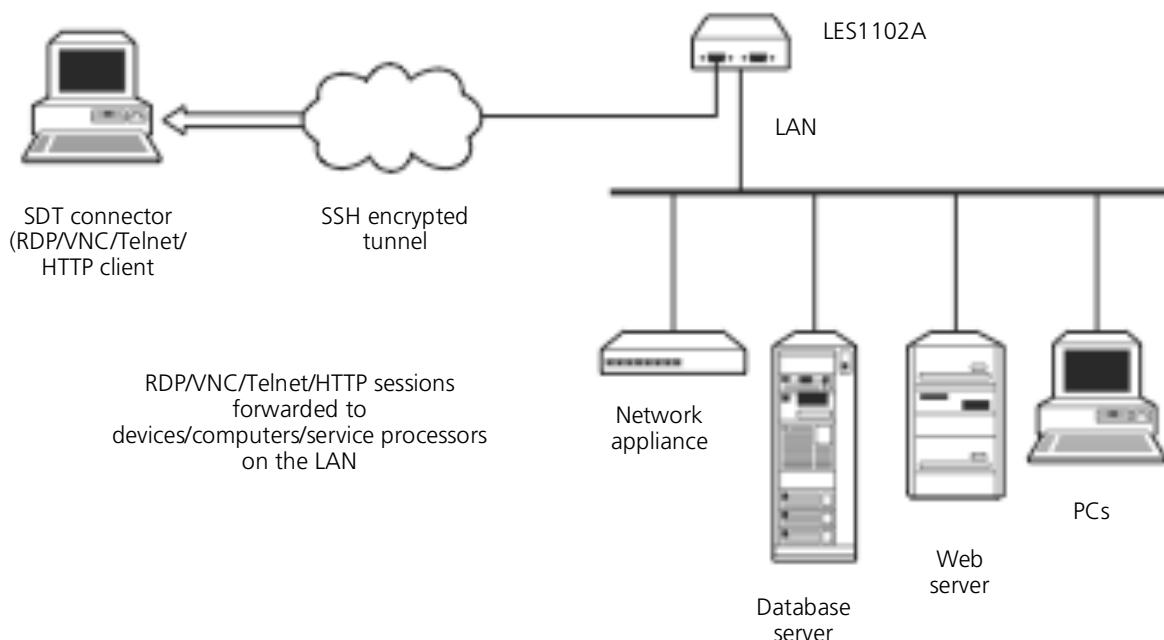 LES1102A
LAN
SDT connector
(RDP/VNC/Telnet/
HTTP client
SSH encrypted
tunnel
RDP/VNC/Telnet/HTTP sessions
forwarded to
devices/computers/service processors
on the LAN
Network
appliance
Database
server
Web
server
PCs